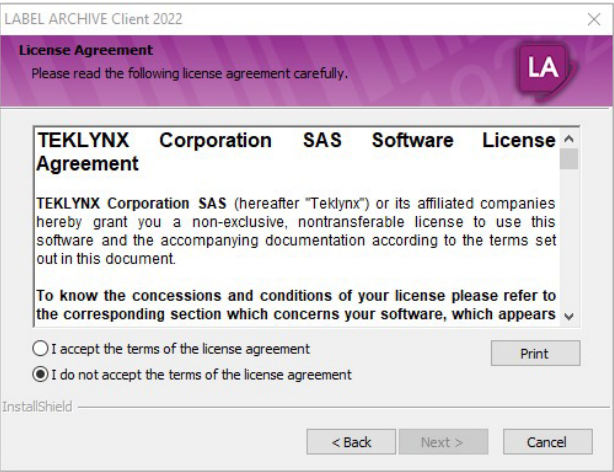 LABEL ARCHIVE Client 2022
License Agreement
Please read the following license agreement carefully.
LA
TEKLYNX Corporation SAS Software License
Agreement
TEKLYNX Corporation SAS (hereafter "Teklynx") or its affiliated companies
hereby grant you a non-exclusive, nontransferable license to use this
software and the accompanying documentation according to the terms set
out in this document.
To know the concessions and conditions of your license please refer to
the corresponding section which concerns your software, which appears
I accept the terms of the license agreement
Print
I do not accept the terms of the license agreement
InstallShield
< Back
Next >
Cancel